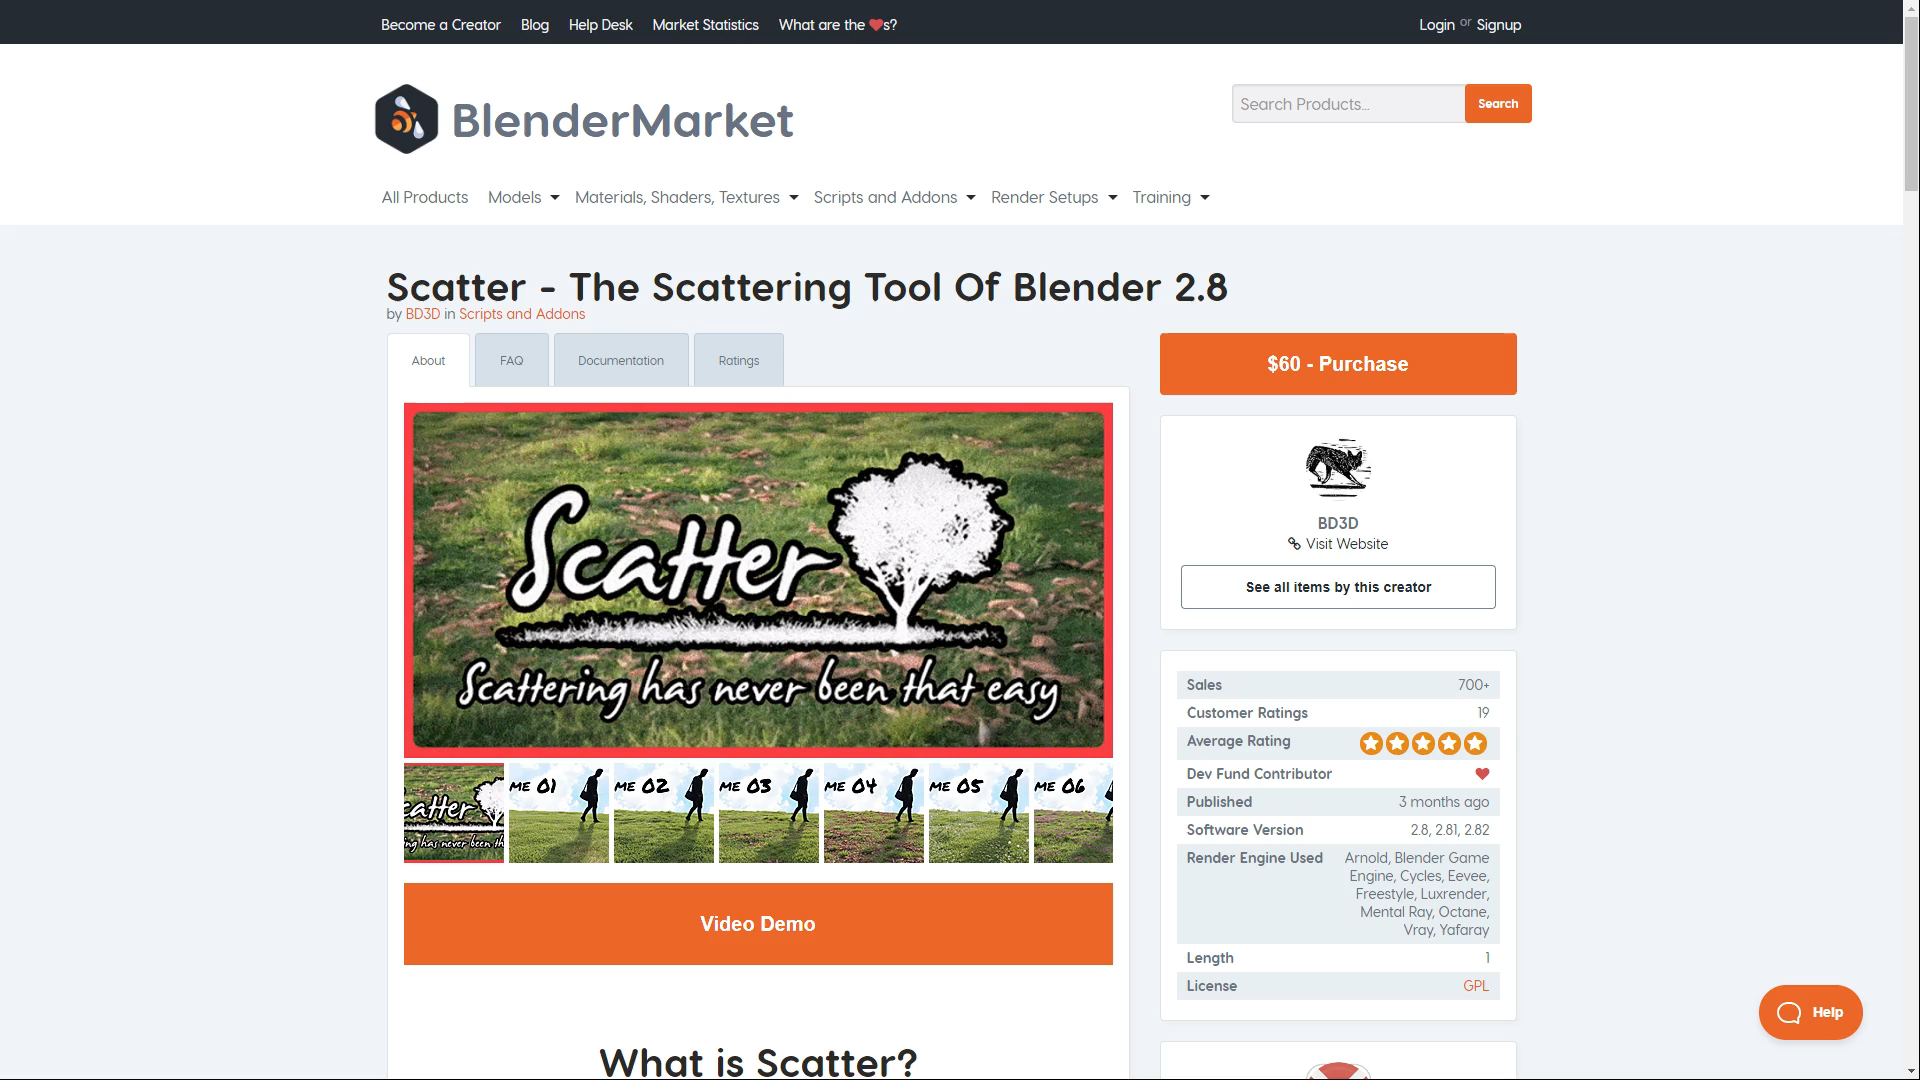 Become a Creator Blog Help Desk Market Statistics What are the ❤s?
Login or Signup
BlenderMarket
Search Products...
Search
All Products Models Materials, Shaders, Textures Scripts and Addons Render Setups Training
Scatter - The Scattering Tool Of Blender 2.8
by BD3D in Scripts and Addons
About FAQ Documentation Ratings
Scatter
Scattering has never been that easy
catter
ng has never been th
ME 01
ME 02
ME 03
ME 04
ME 05
ME 06
Video Demo
What is Scatter?
$60 - Purchase
BD3D
Visit Website
See all items by this creator
Sales 700+
Customer Ratings 19
Average Rating
Dev Fund Contributor
Published 3 months ago
Software Version 2.8, 2.81, 2.82
Render Engine Used Arnold, Blender Game
Engine, Cycles, Eevee,
Freestyle, Luxrender,
Mental Ray, Octane,
Vray, Yafaray
Length 1
License GPL
Help